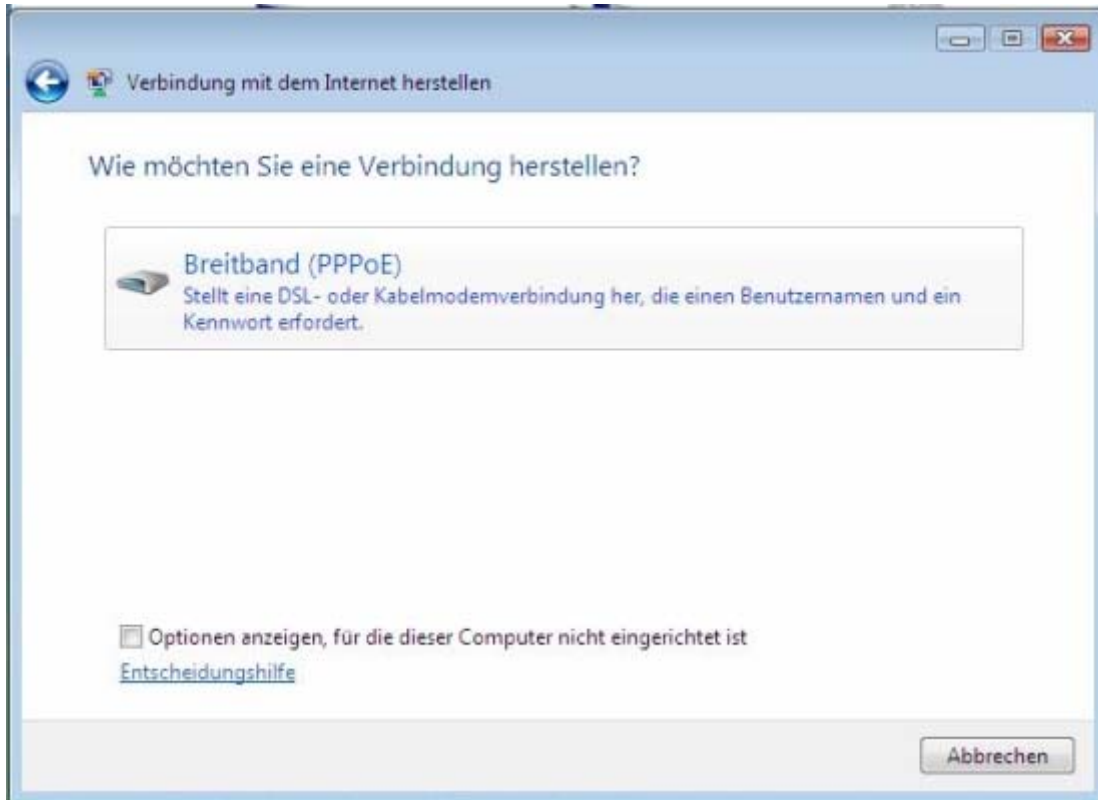 Verbindung mit dem Internet herstellen
Wie möchten Sie eine Verbindung herstellen?
Breitband (PPPoE)
Stellt eine DSL- oder Kabelmodemverbindung her, die einen Benutzernamen und ein
Kennwort erfordert.
Optionen anzeigen, für die dieser Computer nicht eingerichtet ist
Entscheidungshilfe
Abbrechen